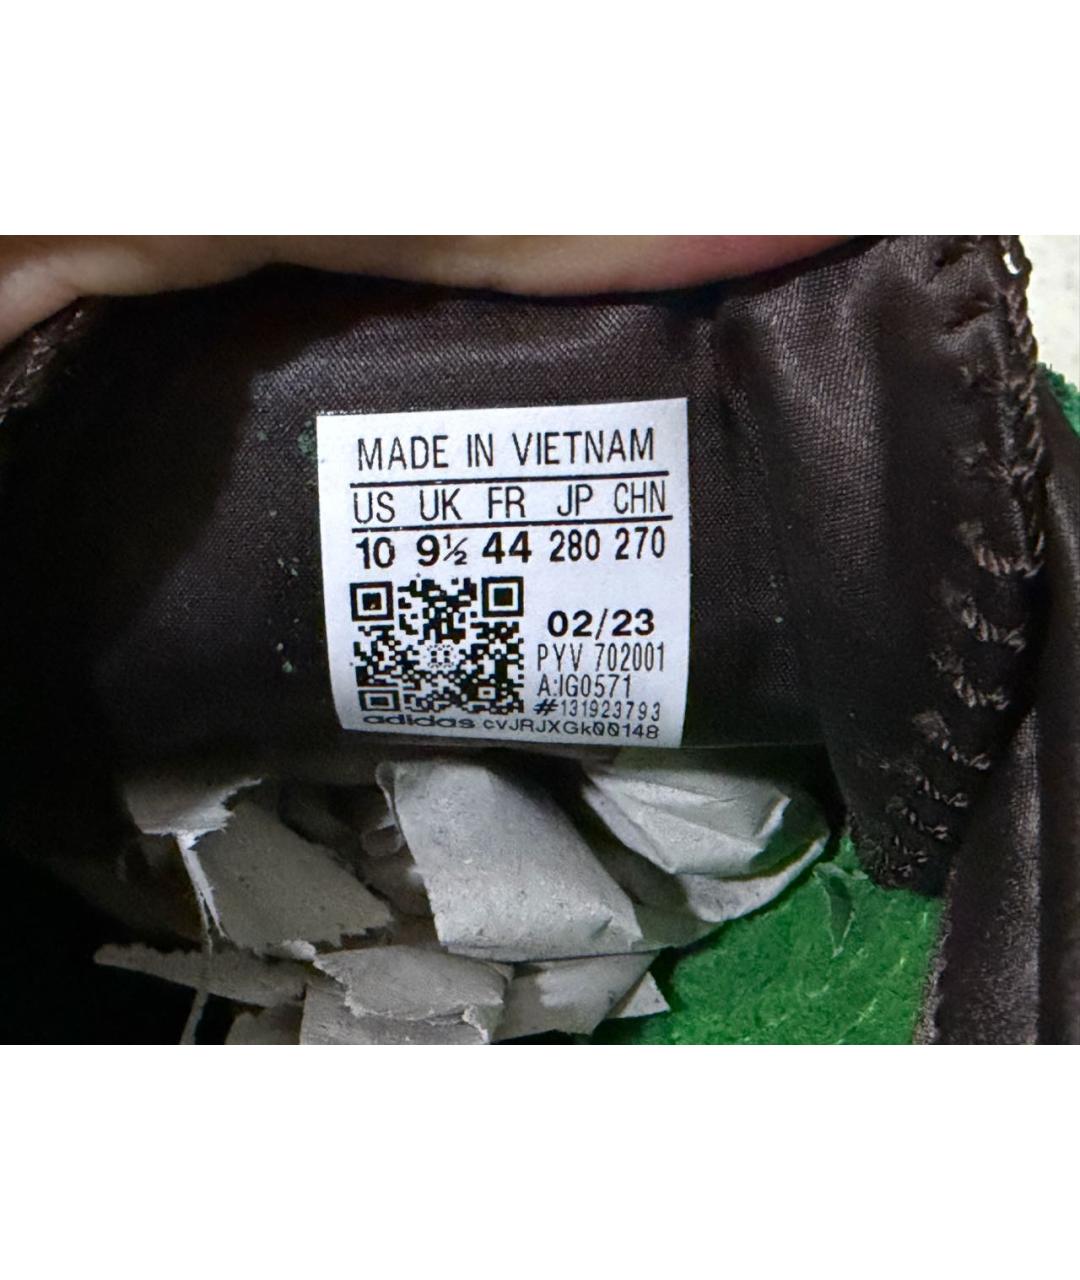 MADE IN VIETNAM
US UK FR JP CHN
10 9½ 44 280 270
02/23
PYV 702001
A:IG0571
#131923793
adidas cvJRJXGkQQ148